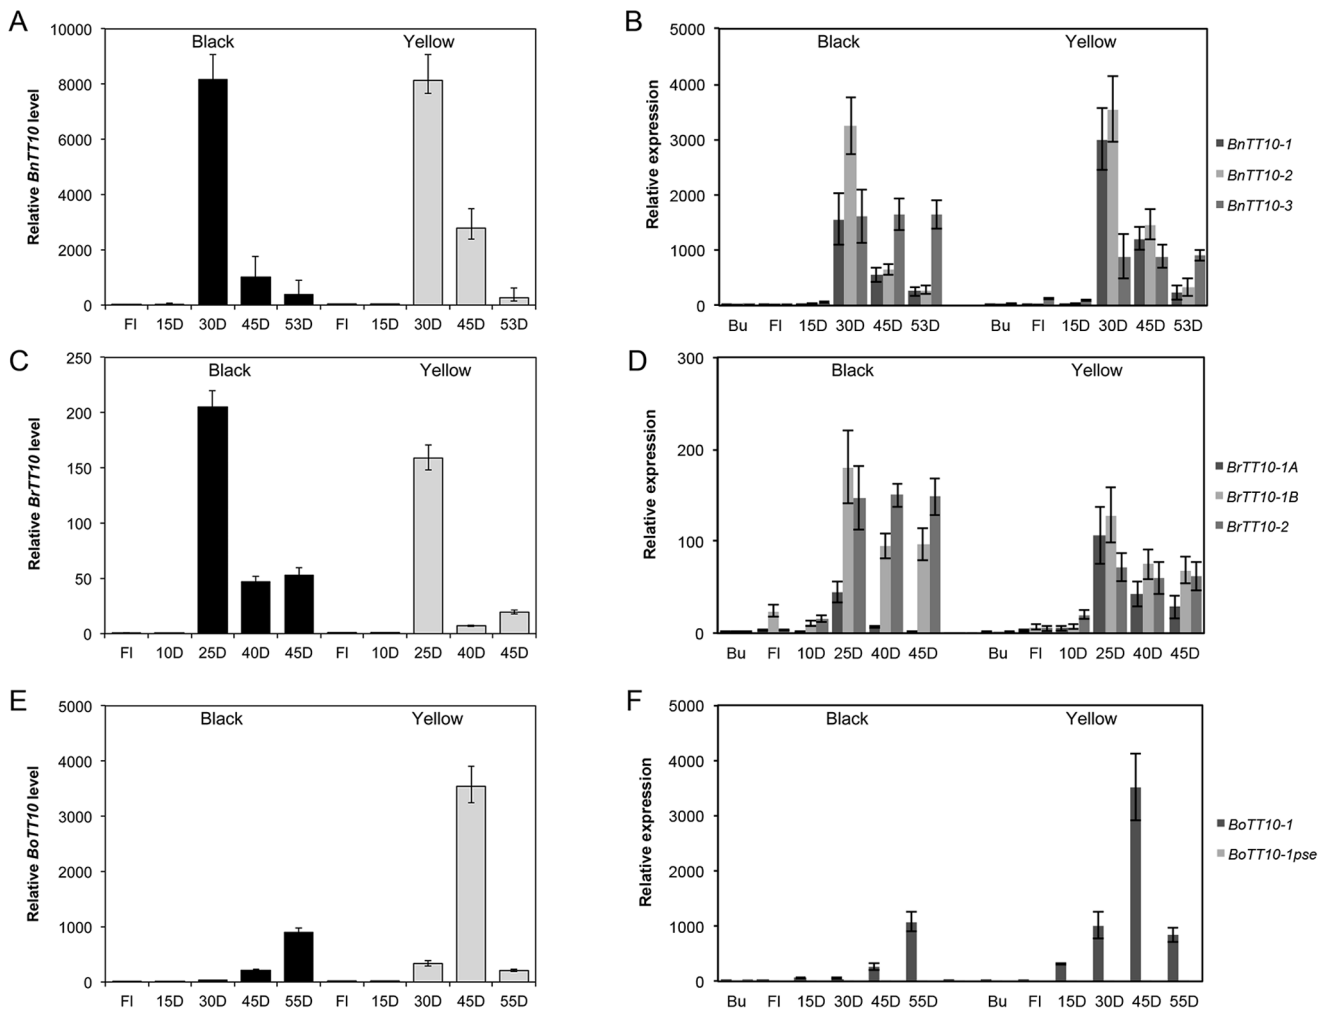 A
Relative BnTT10 level
10000
8000
6000
4000
2000
0
Black
Yellow
Fl 15D 30D 45D 53D Fl 15D 30D 45D 53D
B
Relative expression
5000
4000
3000
2000
1000
0
Black
Yellow
Bu Fl 15D 30D 45D 53D Bu Fl 15D 30D 45D 53D
BnTT10-1
BnTT10-2
BnTT10-3
C
Relative BrTT10 level
250
200
150
100
50
0
Black
Yellow
Fl 10D 25D 40D 45D Fl 10D 25D 40D 45D
D
Relative expression
300
200
100
0
Black
Yellow
Bu Fl 10D 25D 40D 45D Bu Fl 10D 25D 40D 45D
BrTT10-1A
BrTT10-1B
BrTT10-2
E
Relative BoTT10 level
5000
4000
3000
2000
1000
0
Black
Yellow
Fl 15D 30D 45D 55D Fl 15D 30D 45D 55D
F
Relative expression
5000
4000
3000
2000
1000
0
Black
Yellow
Bu Fl 15D 30D 45D 55D Bu Fl 15D 30D 45D 55D
BoTT10-1
BoTT10-1pse